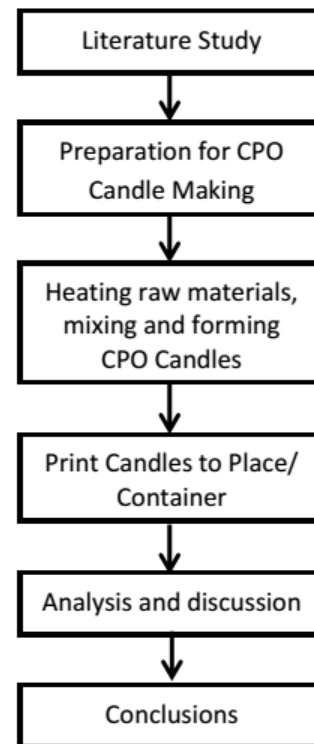 Literature Study
Preparation for CPO
Candle Making
Heating raw materials,
mixing and forming
CPO Candles
Print Candles to Place/
Container
Analysis and discussion
Conclusions